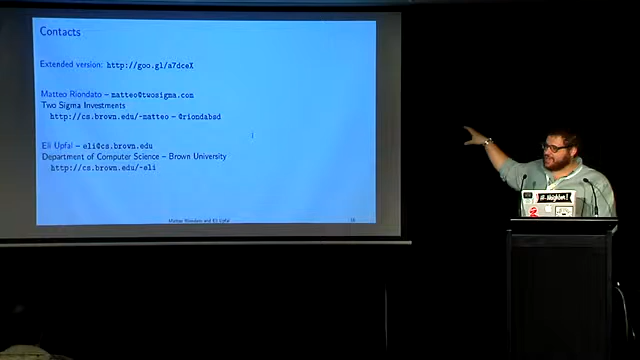 Contacts
Extended version: http://goo.gl/a7dceX
Matteo Riondato – matteo@twosigma.com
Two Sigma Investments
http://cs.brown.edu/~matteo – @riondabsd
Eli Upfal – eli@cs.brown.edu
Department of Computer Science – Brown University
http://cs.brown.edu/~eli
Matteo Riondato and Eli Upfal